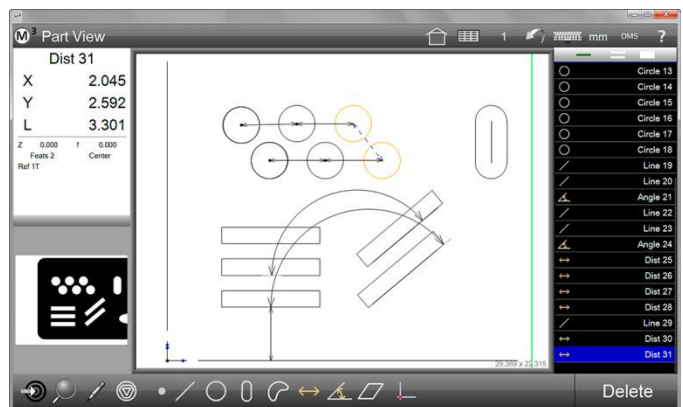 M3 Part View
1
mm
DMS
?
Dist 31
X 2.045
Y 2.592
L 3.301
Z 0.000 f 0.000
Feats 2 Center
Ref 1T
29.369 x 22.315
Circle 13
Circle 14
Circle 15
Circle 16
Circle 17
Circle 18
Line 19
Line 20
Angle 21
Line 22
Line 23
Angle 24
Dist 25
Dist 26
Dist 27
Dist 28
Line 29
Dist 30
Dist 31
Delete